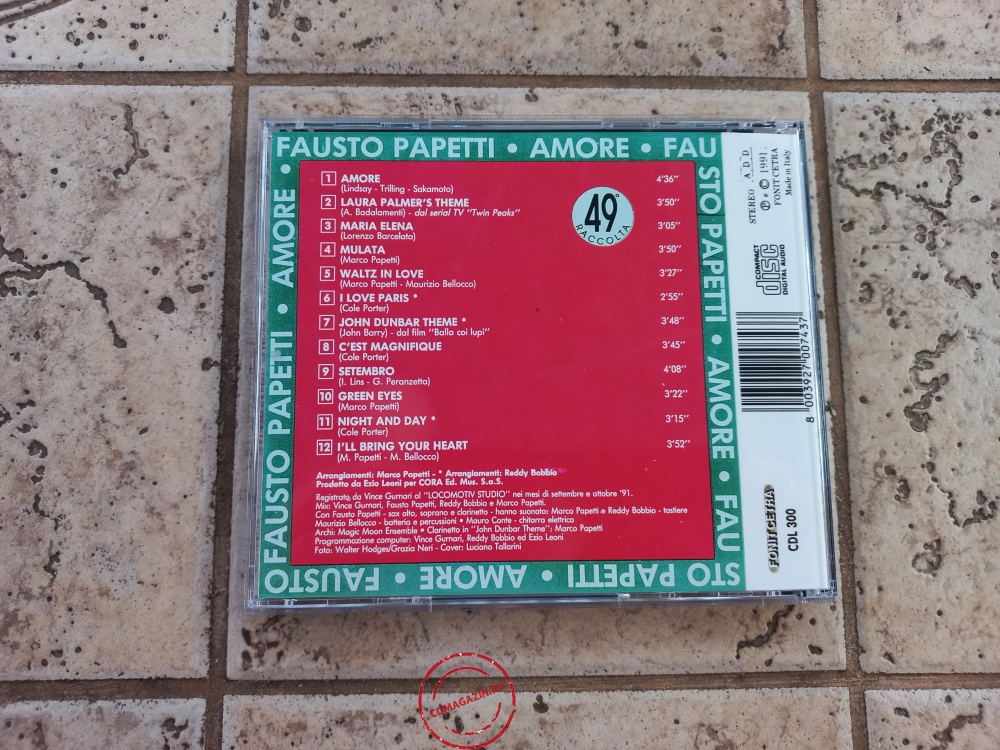 FAUSTO PAPETTI • AMORE • FAU
STO PAPETTI • AMORE • FAU
STO PAPETTI • AMORE • FAUSTO
FAUSTO PAPETTI • AMORE •
1 AMORE 4'36"
(Lindsay - Trilling - Sakamoto)
2 LAURA PALMER'S THEME 3'50"
(A. Badalamenti) - dal serial TV "Twin Peaks"
3 MARIA ELENA 3'05"
(Lorenzo Barcelata)
4 MULATA 3'50"
(Marco Papetti)
5 WALTZ IN LOVE 3'27"
(Marco Papetti - Maurizio Bellocco)
6 I LOVE PARIS * 2'55"
(Cole Porter)
7 JOHN DUNBAR THEME * 3'48"
(John Barry) - dal film "Balla coi lupi"
8 C'EST MAGNIFIQUE 3'45"
(Cole Porter)
9 SETEMBRO 4'08"
(I. Lins - G. Peranzetta)
10 GREEN EYES 3'22"
(Marco Papetti)
11 NIGHT AND DAY * 3'15"
(Cole Porter)
12 I'LL BRING YOUR HEART 3'52"
(M. Papetti - M. Bellocco)
49°
RACCOLTA
Arrangiamenti: Marco Papetti - * Arrangiamenti: Reddy Bobbio
Prodotto da Ezio Leoni per CORA Ed. Mus. S.a.S.
Registrato da Vince Gurnari al "LOCOMOTIV STUDIO" nei mesi di settembre e ottobre '91.
Mix: Vince Gurnari, Fausto Papetti, Reddy Bobbio e Marco Papetti.
Con Fausto Papetti - sax alto, soprano e clarinetto - hanno suonato: Marco Papetti e Reddy Bobbio - tastiere
Maurizio Bellocco - batteria e percussioni • Mauro Conte - chitarra elettrica
Archi: Magic Moon Ensemble • Clarinetto in "John Dunbar Theme": Marco Papetti
Programmazione computer: Vince Gurnari, Reddy Bobbio ed Ezio Leoni
Foto: Walter Hodges/Grazia Neri - Cover: Luciano Tallarini
STEREO A D D
℗ e © 1991.
FONIT CETRA
Made in Italy
COMPACT
disc
DIGITAL AUDIO
8 003927 007437
FONIT CETRA
CDL 300
CDMAGAZIN.RU